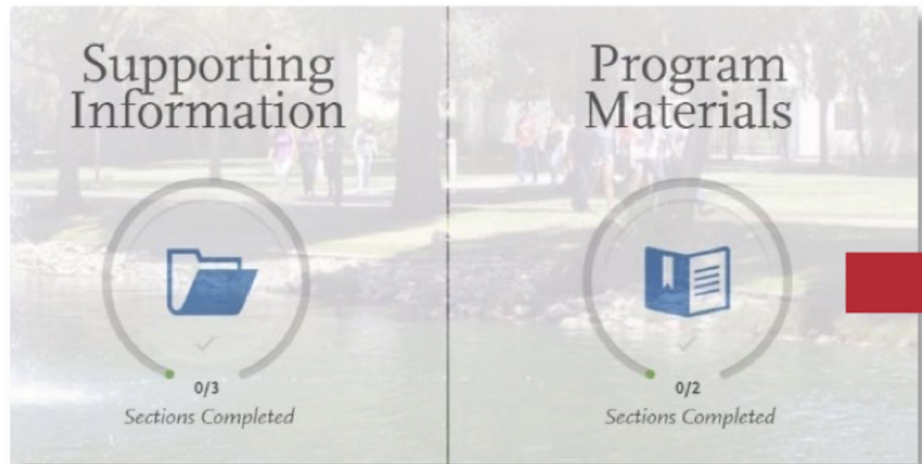 Supporting
Information
0/3
Sections Completed
Program
Materials
0/2
Sections Completed